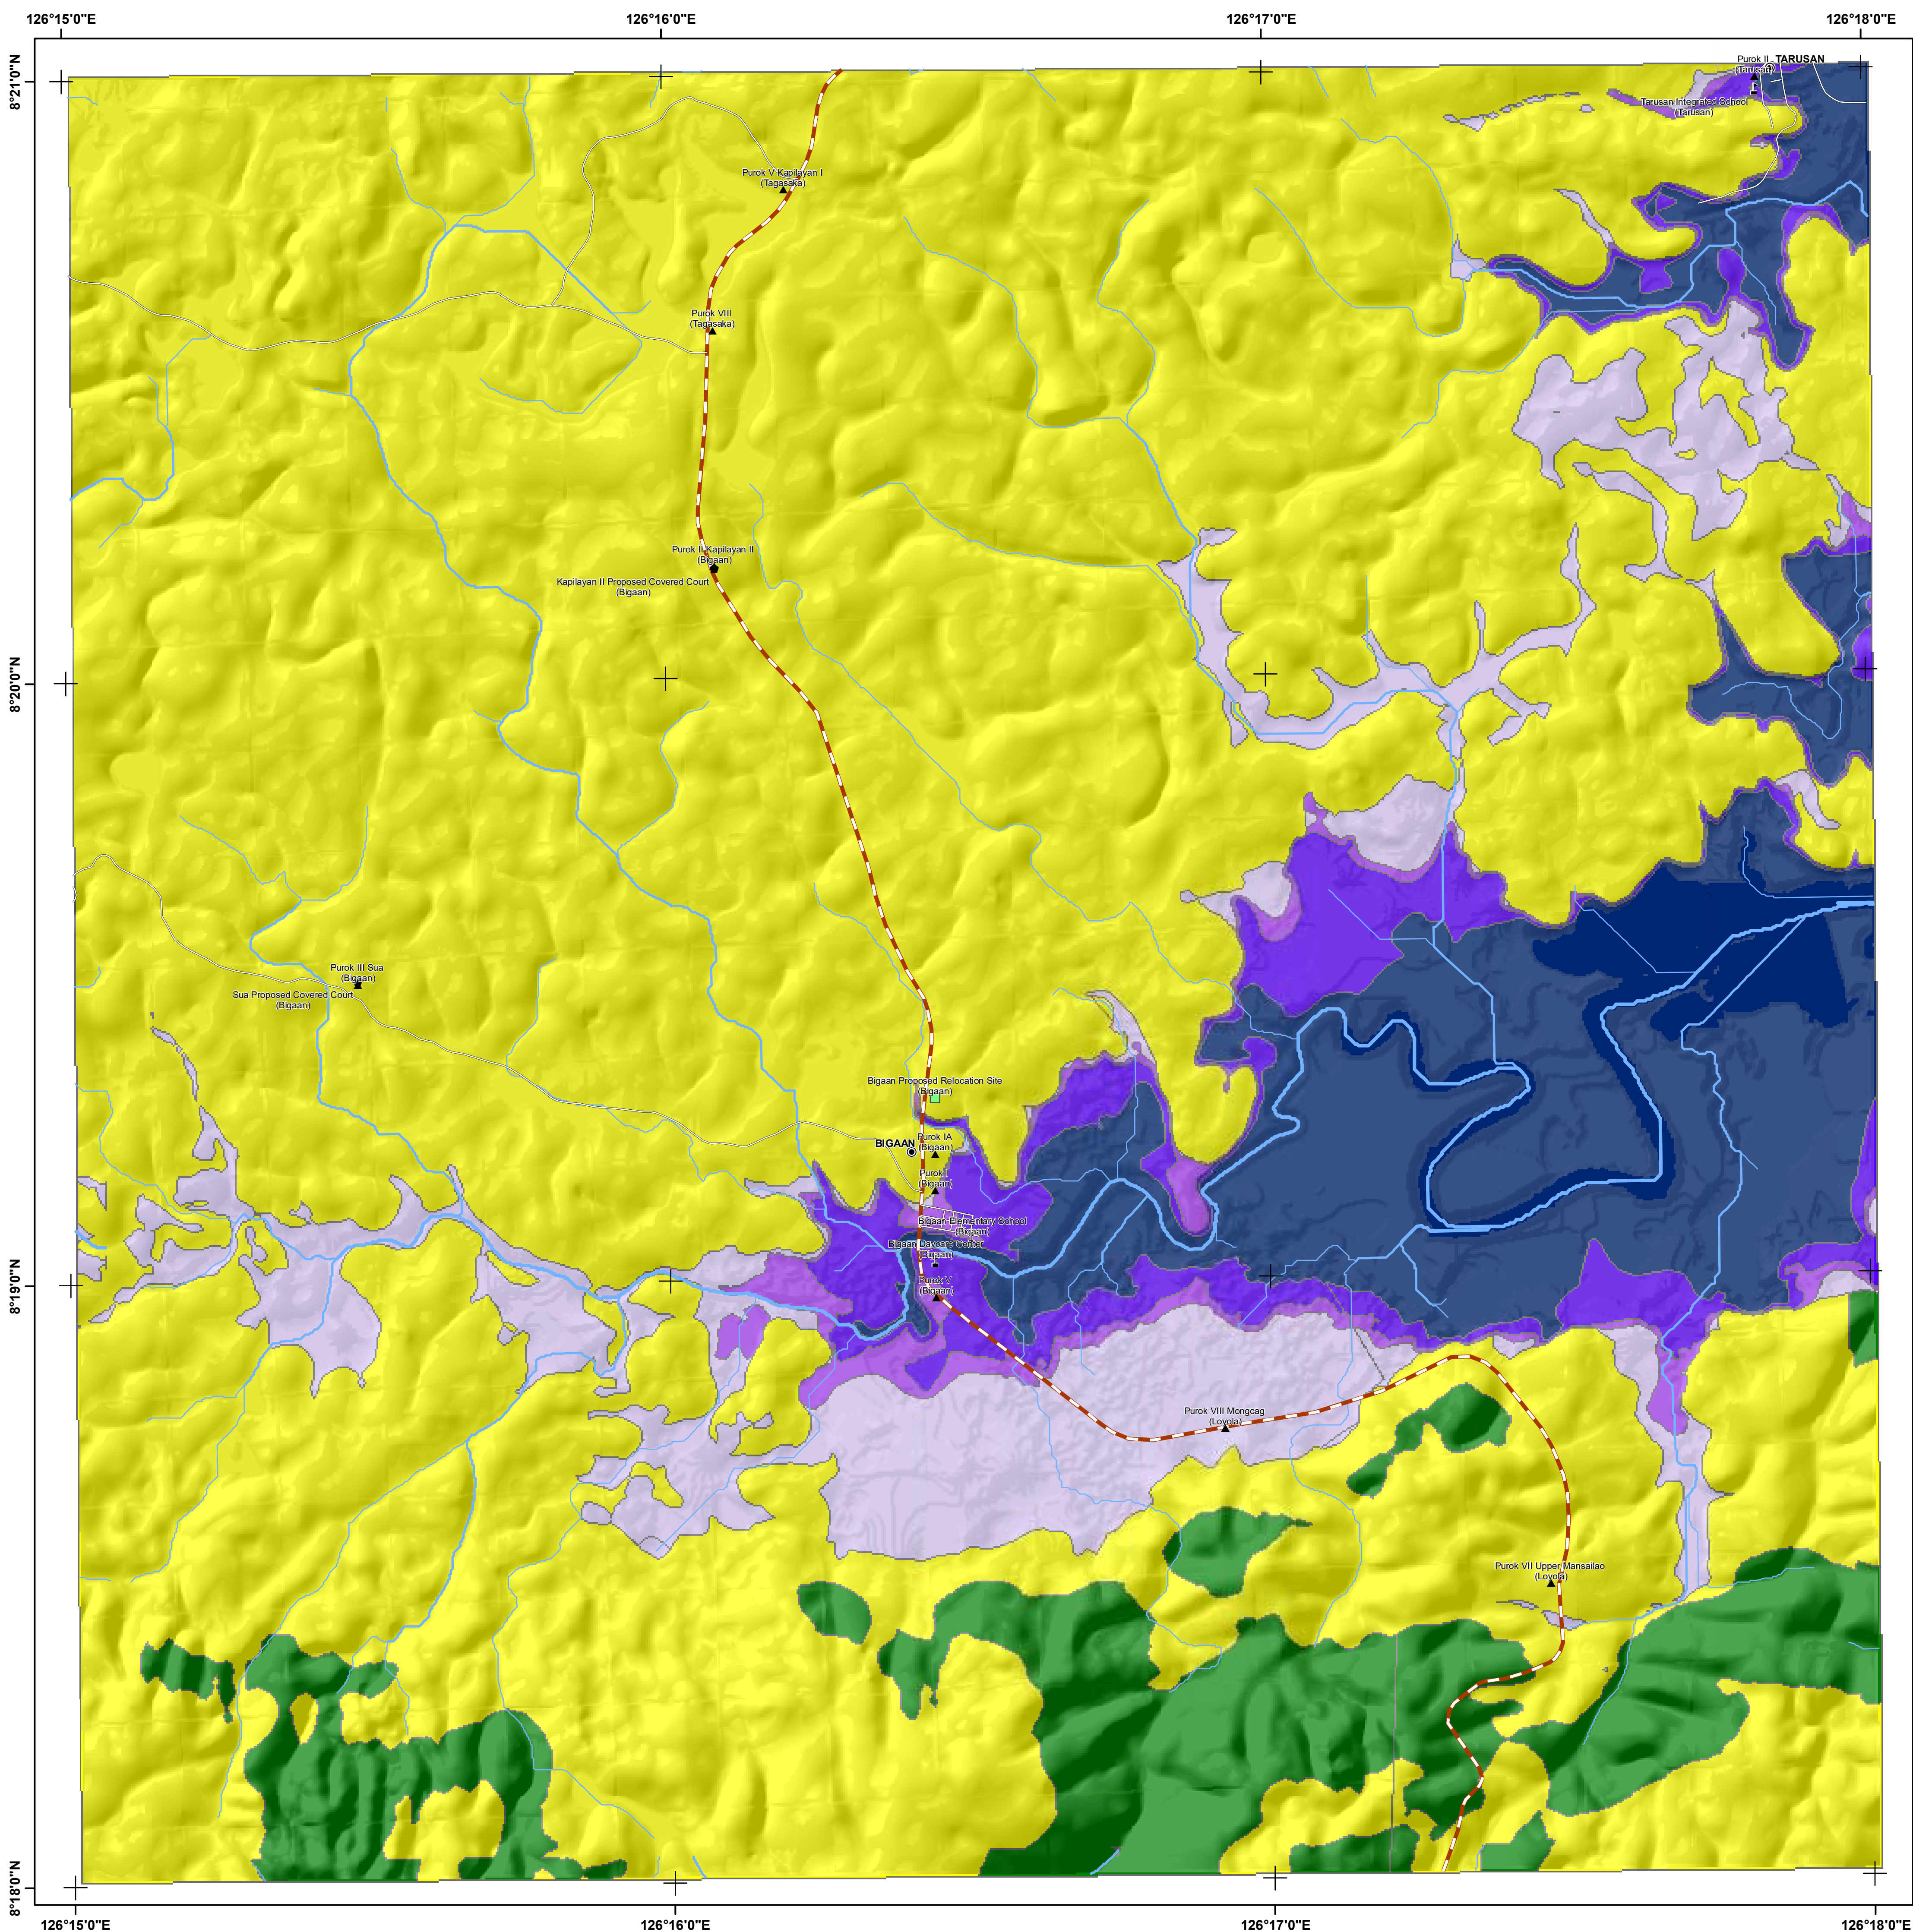 126°15'0"E
126°16'0"E
126°17'0"E
126°18'0"E
8°21'0"N
Purok II
(Tarusan)
TARUSAN
Tarusan Integrated School
(Tarusan)
Purok V Kapilayan I
(Tagasaka)
Purok VIII
(Tagasaka)
Purok II Kapilayan II
(Bigaan)
Kapilayan II Proposed Covered Court
(Bigaan)
8°20'0"N
Purok III Sua
(Bigaan)
Sua Proposed Covered Court
(Bigaan)
Bigaan Proposed Relocation Site
(Bigaan)
BIGAAN
Purok IA
(Bigaan)
Purok I
(Bigaan)
Bigaan Elementary School
(Bigaan)
Bigaan Daycare Center
(Bigaan)
Purok V
(Bigaan)
8°19'0"N
Purok VIII Mongcag
(Loyola)
Purok VII Upper Mansailao
(Loyola)
8°18'0"N
126°15'0"E
126°16'0"E
126°17'0"E
126°18'0"E